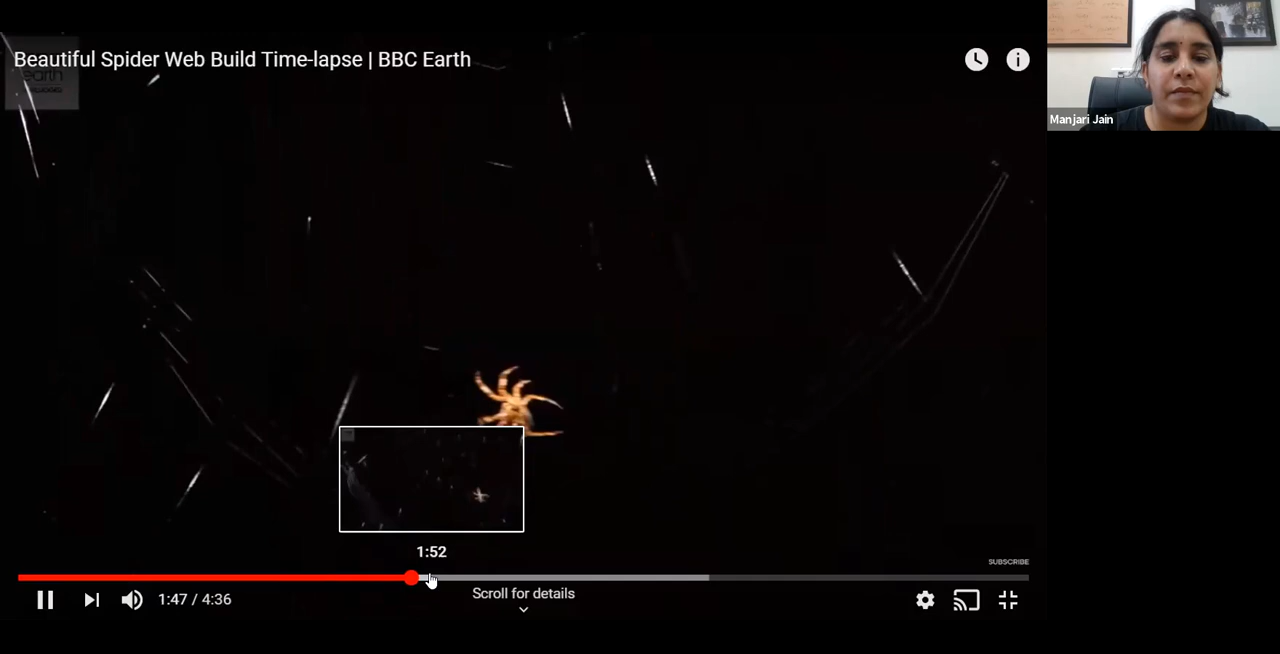 Beautiful Spider Web Build Time-lapse | BBC Earth
earth
Manjari Jain
1:52
SUBSCRIBE
1:47 / 4:36
Scroll for details